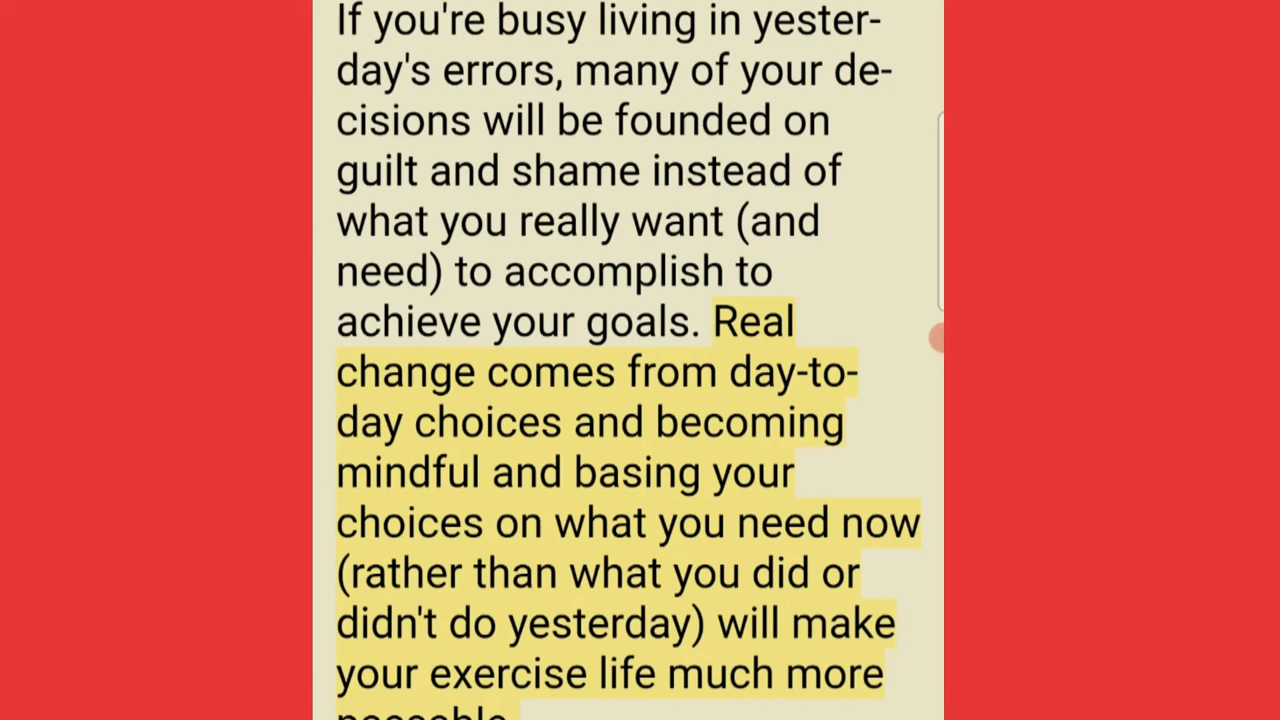 If you're busy living in yester-
day's errors, many of your de-
cisions will be founded on
guilt and shame instead of
what you really want (and
need) to accomplish to
achieve your goals. Real
change comes from day-to-
day choices and becoming
mindful and basing your
choices on what you need now
(rather than what you did or
didn't do yesterday) will make
your exercise life much more